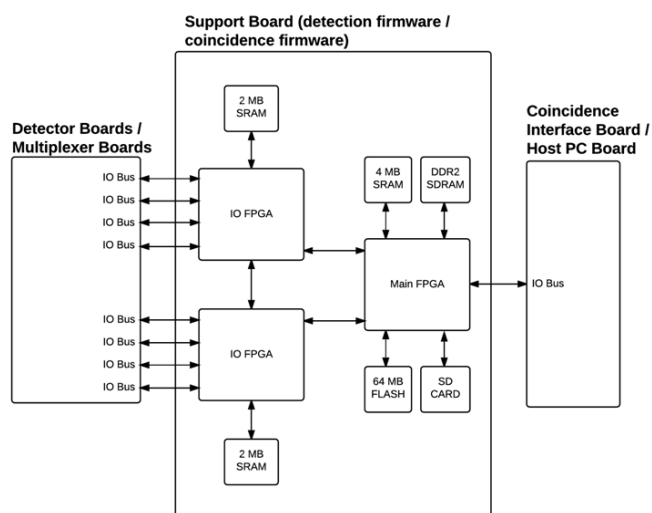 Support Board (detection firmware /
coincidence firmware)
2 MB
SRAM
Detector Boards /
Multiplexer Boards
Coincidence
Interface Board /
Host PC Board
IO Bus
IO Bus
IO Bus
IO Bus
IO FPGA
4 MB
SRAM
DDR2
SDRAM
Main FPGA
IO Bus
IO Bus
IO Bus
IO Bus
IO Bus
IO FPGA
64 MB
FLASH
SD
CARD
2 MB
SRAM